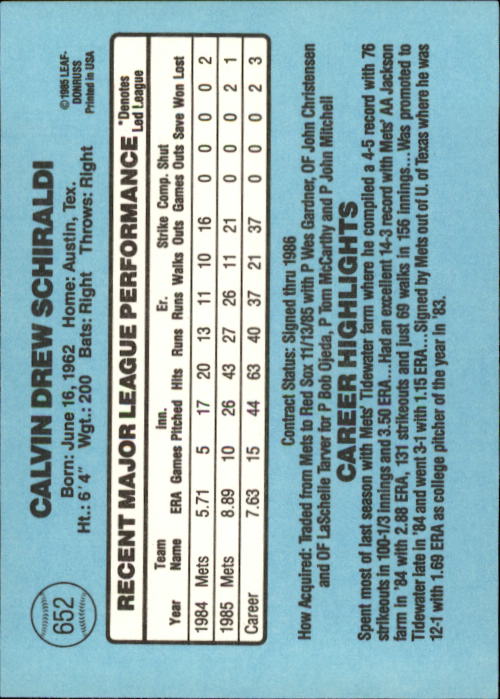 652
CALVIN DREW SCHIRALDI
Born: June 16, 1962 Home: Austin, Tex.
Ht.: 6'4" Wgt.: 200 Bats: Right Throws: Right
©1985 LEAF-
DONRUSS
Printed in USA
RECENT MAJOR LEAGUE PERFORMANCE *Denotes
Led League
Year Team Name ERA Games Inn. Pitched Hits Runs Er. Runs Walks Strike Outs Comp. Games Shut Outs Save Won Lost
1984 Mets 5.71 5 17 20 13 11 10 16 0 0 0 0 2
1985 Mets 8.89 10 26 43 27 26 11 21 0 0 0 2 1
Career 7.63 15 44 63 40 37 21 37 0 0 0 2 3
Contract Status: Signed thru 1986
How Acquired: Traded from Mets to Red Sox 11/13/85 with P Wes Gardner, OF John Christensen
and OF LaSchelle Tarver for P Bob Ojeda, P Tom McCarthy and P John Mitchell
CAREER HIGHLIGHTS
Spent most of last season with Mets' Tidewater farm where he compiled a 4-5 record with 76
strikeouts in 100-1/3 innings and 3.50 ERA...Had an excellent 14-3 record with Mets' AA Jackson
farm in '84 with 2.88 ERA, 131 strikeouts and just 69 walks in 156 innings...Was promoted to
Tidewater late in '84 and went 3-1 with 1.15 ERA...Signed by Mets out of U. of Texas where he was
12-1 with 1.69 ERA as college pitcher of the year in '83.